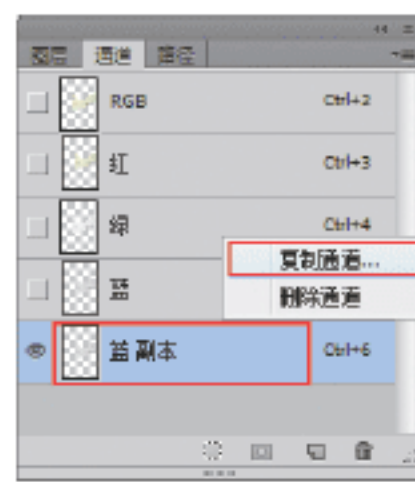 图层 通道 路径
RGB Ctrl+2
红 Ctrl+3
绿 Ctrl+4
复制通道...
蓝
删除通道
蓝 副本 Ctrl+6